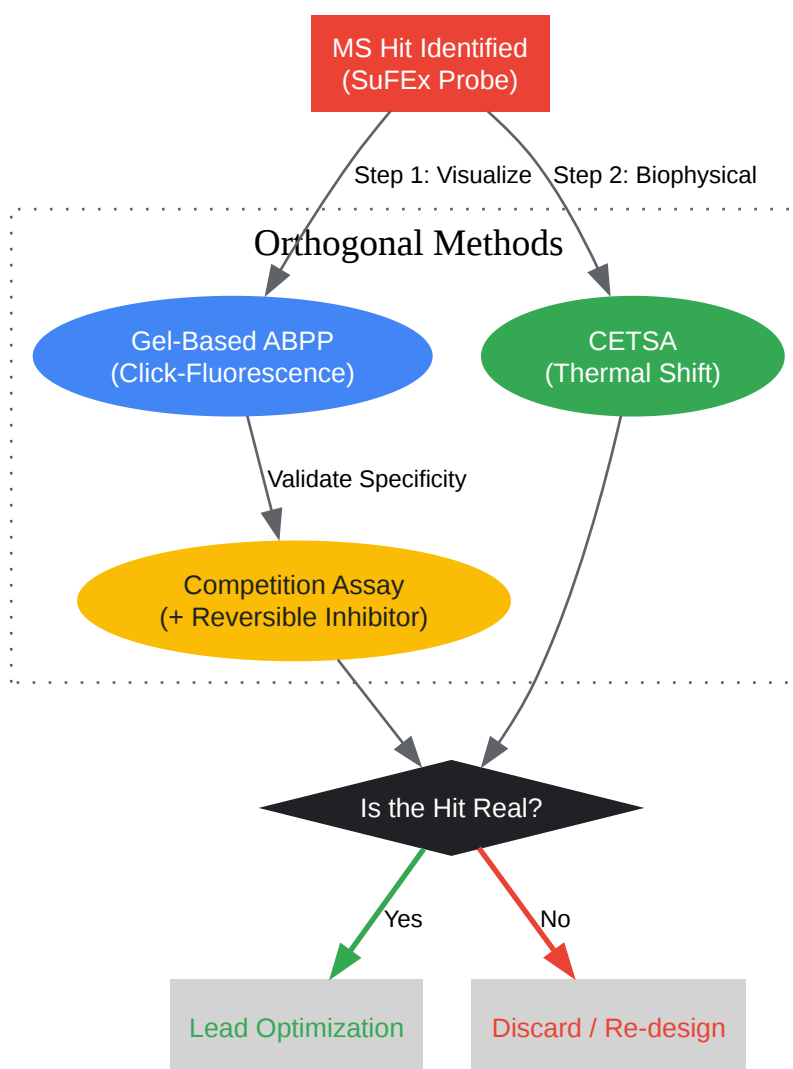 MS Hit Identified
(SuFEx Probe)
Step 1: Visualize
Step 2: Biophysical
Orthogonal Methods
Gel-Based ABPP
(Click-Fluorescence)
CETSA
(Thermal Shift)
Validate Specificity
Competition Assay
(+ Reversible Inhibitor)
Is the Hit Real?
Yes
No
Lead Optimization
Discard / Re-design